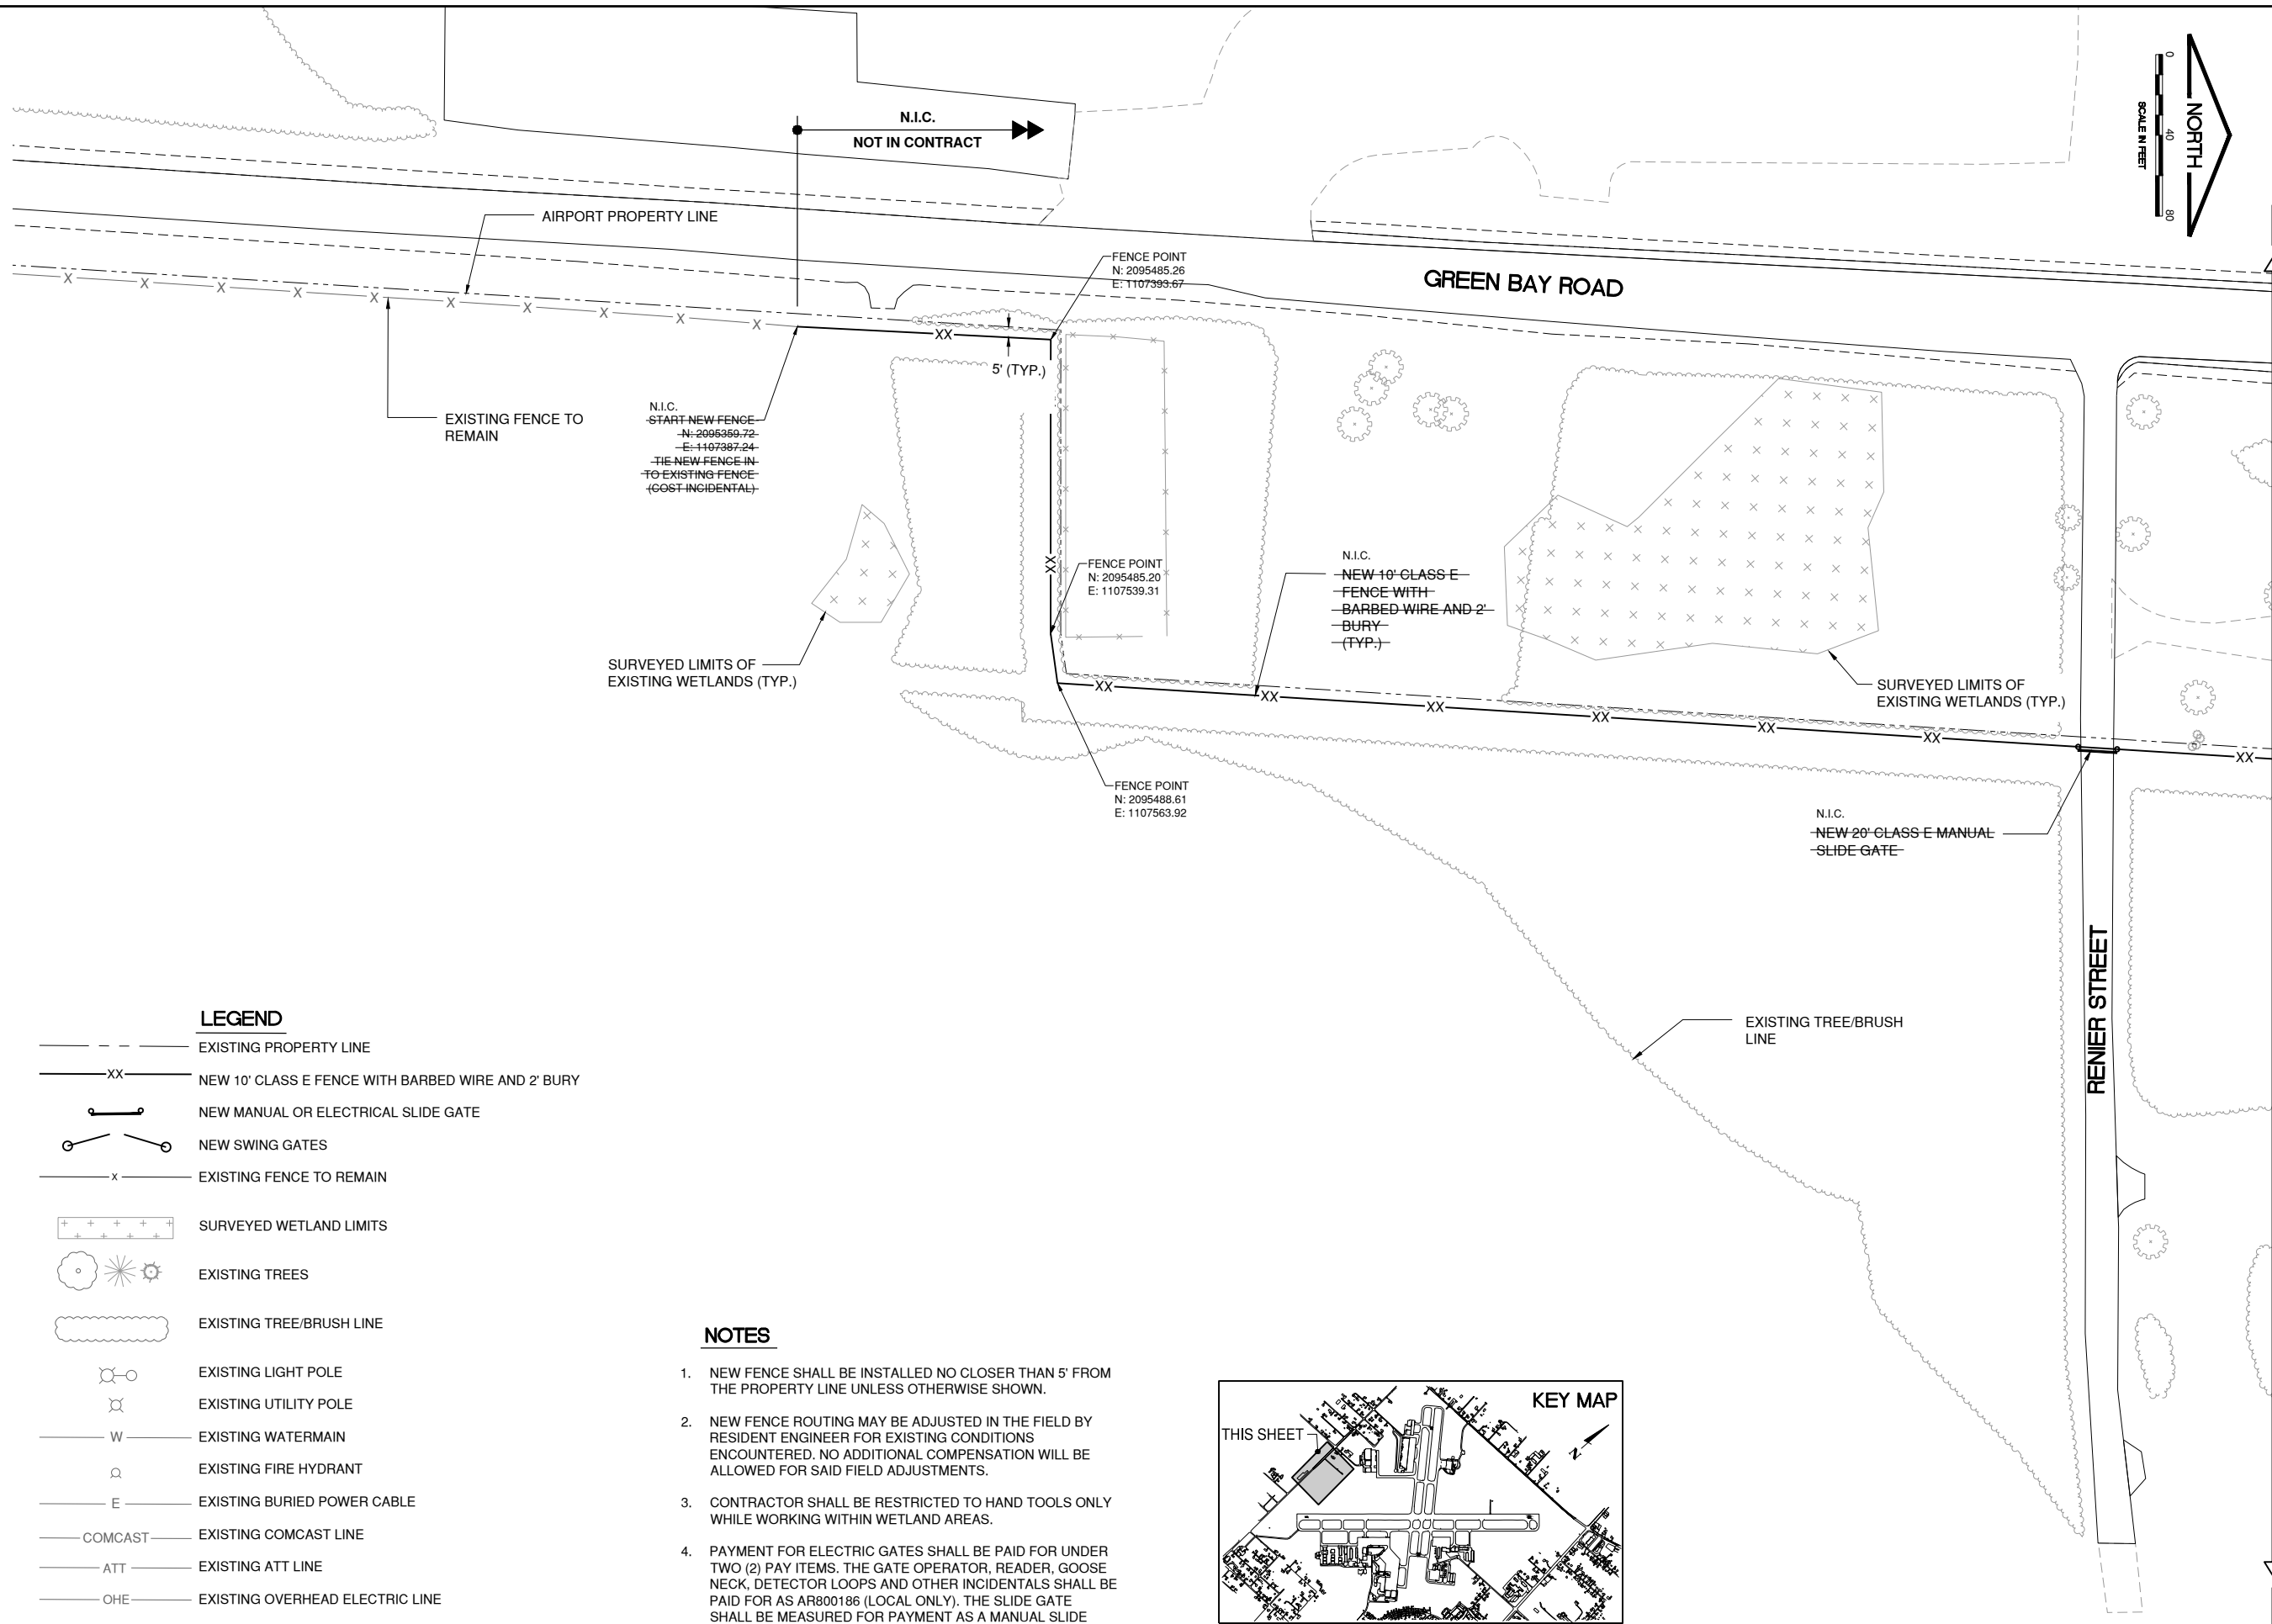 N.I.C.
NOT IN CONTRACT
0
40
80
SCALE IN FEET
NORTH
AIRPORT PROPERTY LINE
FENCE POINT
N: 2095485.26
E: 1107393.67
GREEN BAY ROAD
X X X X X X X X X X
XX
5' (TYP.)
EXISTING FENCE TO
REMAIN
N.I.C.
START NEW FENCE
N: 2095359.72
E: 1107387.24
TIE NEW FENCE IN
TO EXISTING FENCE
(COST INCIDENTAL)
XX
FENCE POINT
N: 2095485.20
E: 1107539.31
N.I.C.
NEW 10' CLASS E
FENCE WITH
BARBED WIRE AND 2'
BURY
(TYP.)
SURVEYED LIMITS OF
EXISTING WETLANDS (TYP.)
SURVEYED LIMITS OF
EXISTING WETLANDS (TYP.)
XX XX XX XX XX XX XX
FENCE POINT
N: 2095488.61
E: 1107563.92
N.I.C.
NEW 20' CLASS E MANUAL
SLIDE GATE
RENIER STREET
EXISTING TREE/BRUSH
LINE
LEGEND
EXISTING PROPERTY LINE
XX
NEW 10' CLASS E FENCE WITH BARBED WIRE AND 2' BURY
NEW MANUAL OR ELECTRICAL SLIDE GATE
NEW SWING GATES
x
EXISTING FENCE TO REMAIN
SURVEYED WETLAND LIMITS
EXISTING TREES
EXISTING TREE/BRUSH LINE
EXISTING LIGHT POLE
EXISTING UTILITY POLE
W
EXISTING WATERMAIN
EXISTING FIRE HYDRANT
E
EXISTING BURIED POWER CABLE
COMCAST
EXISTING COMCAST LINE
ATT
EXISTING ATT LINE
OHE
EXISTING OVERHEAD ELECTRIC LINE
NOTES
1. NEW FENCE SHALL BE INSTALLED NO CLOSER THAN 5' FROM
THE PROPERTY LINE UNLESS OTHERWISE SHOWN.
2. NEW FENCE ROUTING MAY BE ADJUSTED IN THE FIELD BY
RESIDENT ENGINEER FOR EXISTING CONDITIONS
ENCOUNTERED. NO ADDITIONAL COMPENSATION WILL BE
ALLOWED FOR SAID FIELD ADJUSTMENTS.
3. CONTRACTOR SHALL BE RESTRICTED TO HAND TOOLS ONLY
WHILE WORKING WITHIN WETLAND AREAS.
4. PAYMENT FOR ELECTRIC GATES SHALL BE PAID FOR UNDER
TWO (2) PAY ITEMS. THE GATE OPERATOR, READER, GOOSE
NECK, DETECTOR LOOPS AND OTHER INCIDENTALS SHALL BE
PAID FOR AS AR800186 (LOCAL ONLY). THE SLIDE GATE
SHALL BE MEASURED FOR PAYMENT AS A MANUAL SLIDE
KEY MAP
THIS SHEET
N